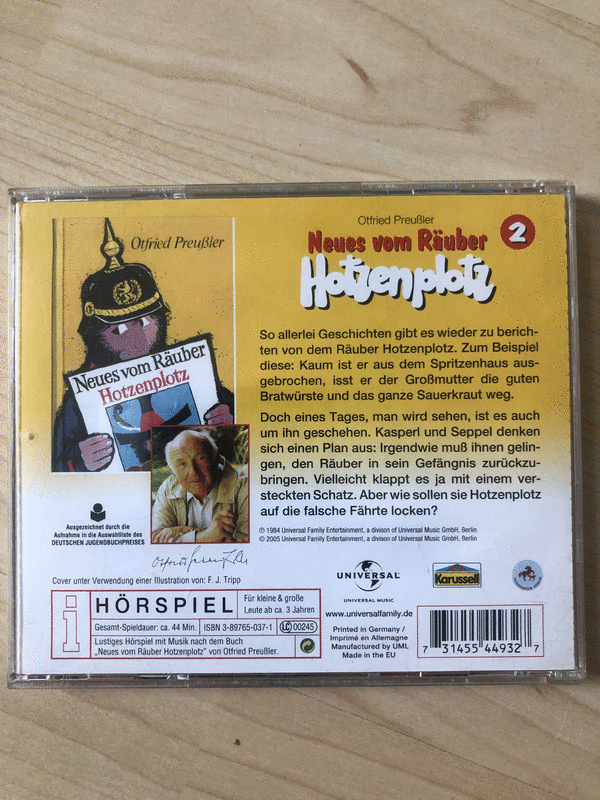 Otfried Preußler
Neues vom Räuber
Hotzenplotz
Otfried Preußler
Neues vom Räuber
Hotzenplotz
2
So allerlei Geschichten gibt es wieder zu berich-
ten von dem Räuber Hotzenplotz. Zum Beispiel
diese: Kaum ist er aus dem Spritzenhaus aus-
gebrochen, isst er der Großmutter die guten
Bratwürste und das ganze Sauerkraut weg.
Doch eines Tages, man wird sehen, ist es auch
um ihn geschehen. Kasperl und Seppel denken
sich einen Plan aus: Irgendwie muß ihnen gelin-
gen, den Räuber in sein Gefängnis zurückzu-
bringen. Vielleicht klappt es ja mit einem ver-
steckten Schatz. Aber wie sollen sie Hotzenplotz
auf die falsche Fährte locken?
℗ 1984 Universal Family Entertainment, a divison of Universal Music GmbH, Berlin
© 2005 Universal Family Entertainment, a divison of Universal Music GmbH, Berlin
Ausgezeichnet durch die
Aufnahme in die Auswahlliste des
DEUTSCHEN JUGENDBUCHPREISES
Cover unter Verwendung einer Illustration von: F. J. Tripp
i
HÖRSPIEL
Für kleine & große
Leute ab ca. 3 Jahren
Gesamt-Spieldauer: ca. 44 Min.
ISBN 3-89765-037-1
LC 00245
Lustiges Hörspiel mit Musik nach dem Buch
„Neues vom Räuber Hotzenplotz" von Otfried Preußler.
UNIVERSAL
UNIVERSAL MUSIC
Karussell
www.universalfamily.de
Printed in Germany /
Imprimé en Allemagne
Manufactured by UML
Made in the EU
7 31455 44932 7